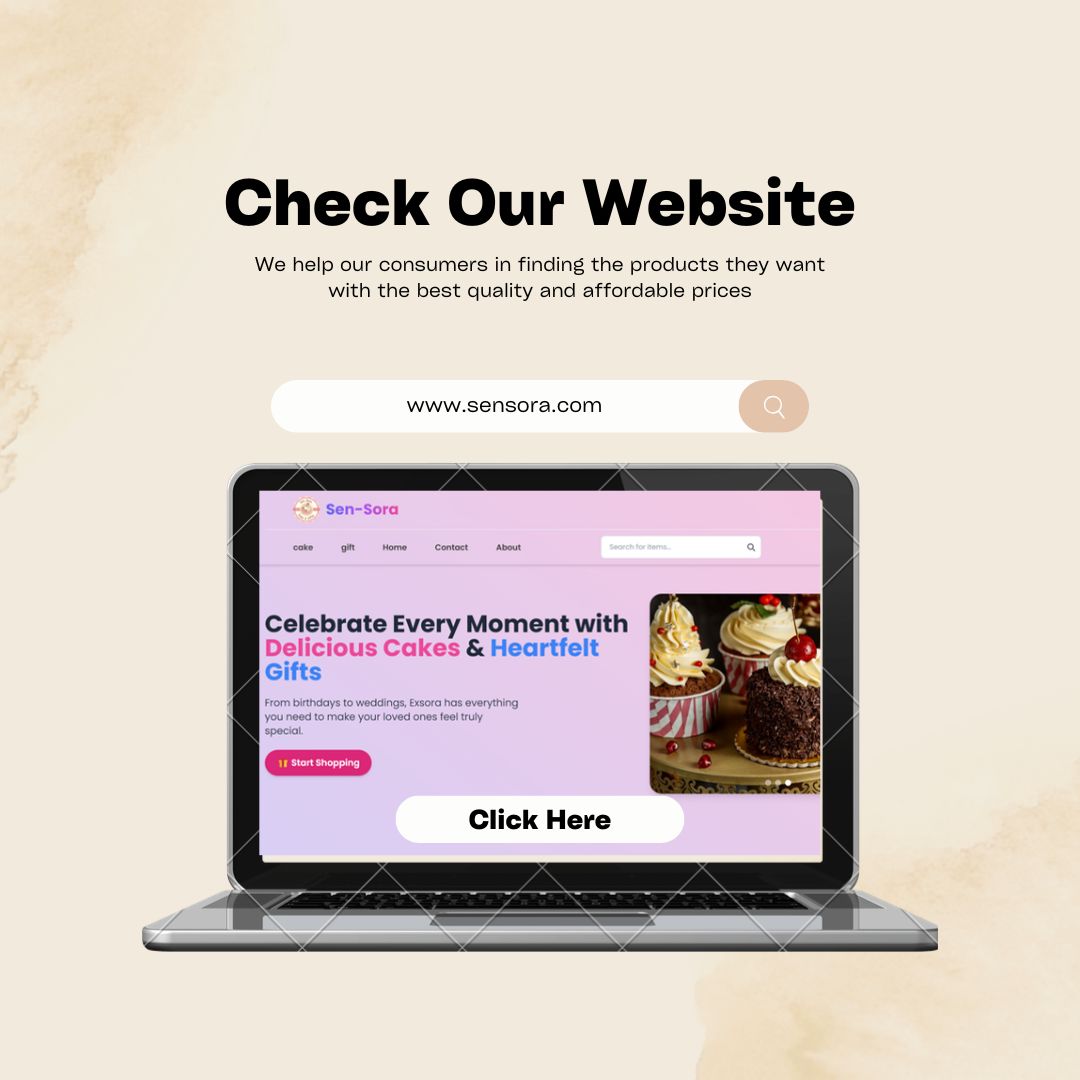 Check Our Website
We help our consumers in finding the products they want
with the best quality and affordable prices
www.sensora.com
Sen-Sora
cake gift Home Contact About Search for items..
Celebrate Every Moment with
Delicious Cakes & Heartfelt
Gifts
From birthdays to weddings, Exsora has everything
you need to make your loved ones feel truly
special.
Start Shopping
Click Here